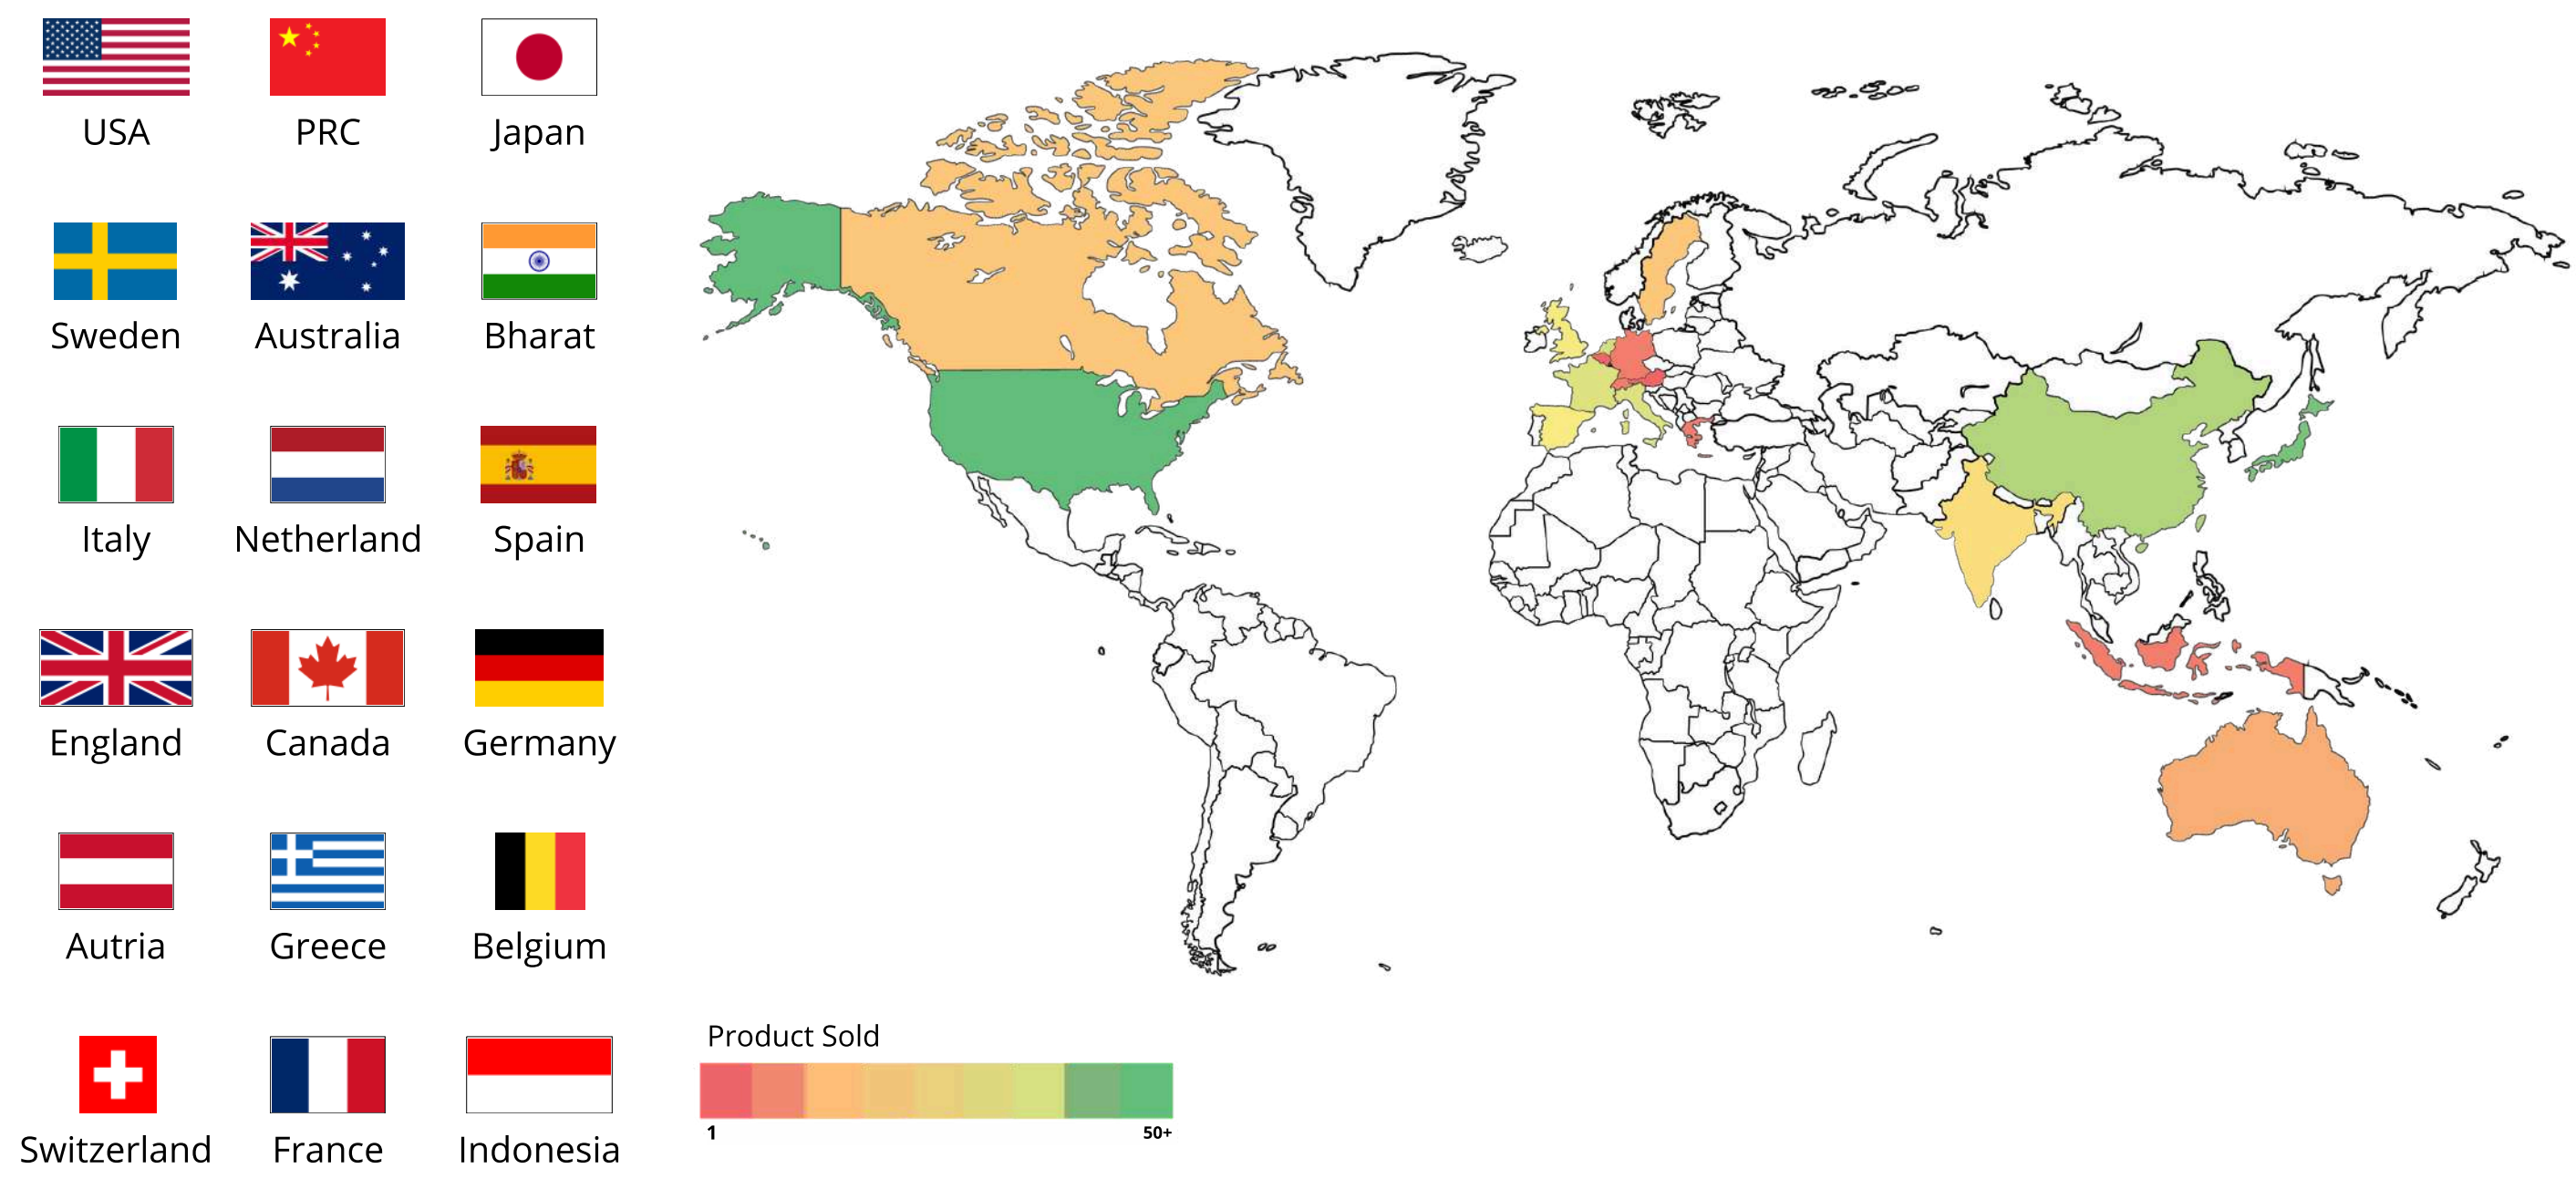 USA
PRC
Japan
Sweden
Australia
Bharat
Italy
Netherland
Spain
England
Canada
Germany
Autria
Greece
Belgium
Switzerland
France
Indonesia
Product Sold
1
50+